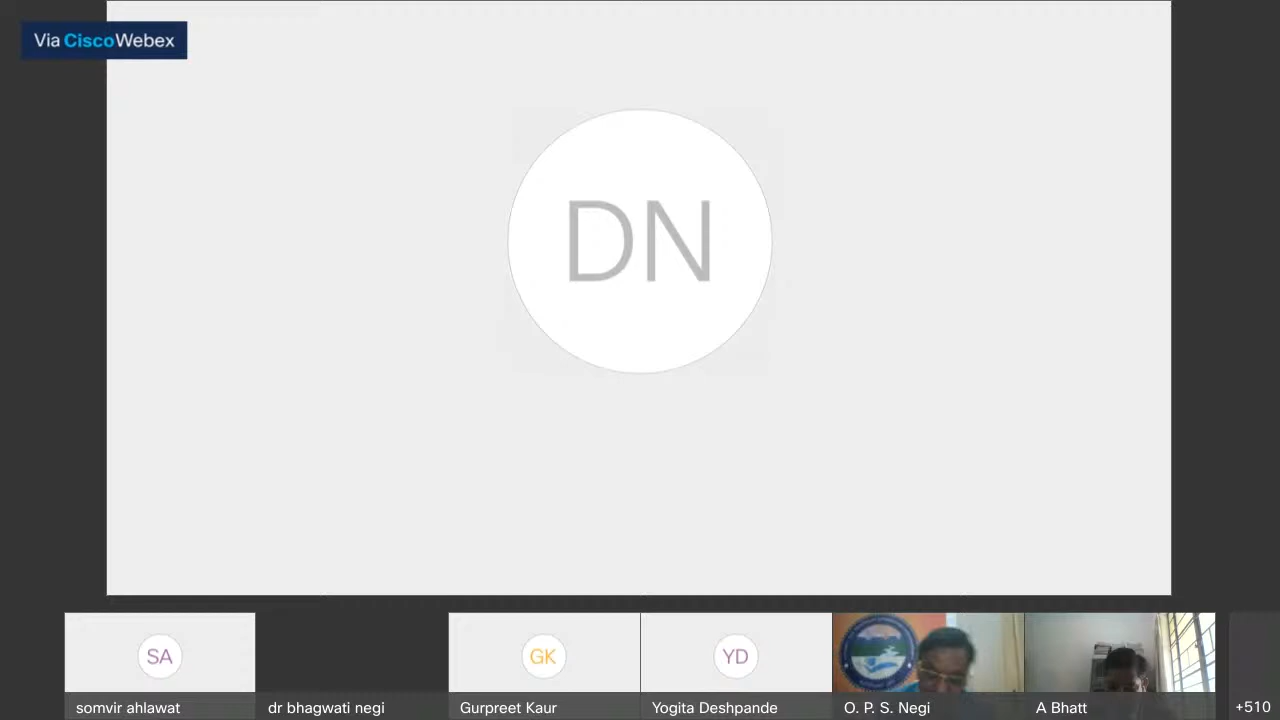 Via CiscoWebex
DN
SA
GK
YD
somvir ahlawat
dr bhagwati negi
Gurpreet Kaur
Yogita Deshpande
O. P. S. Negi
A Bhatt
+510